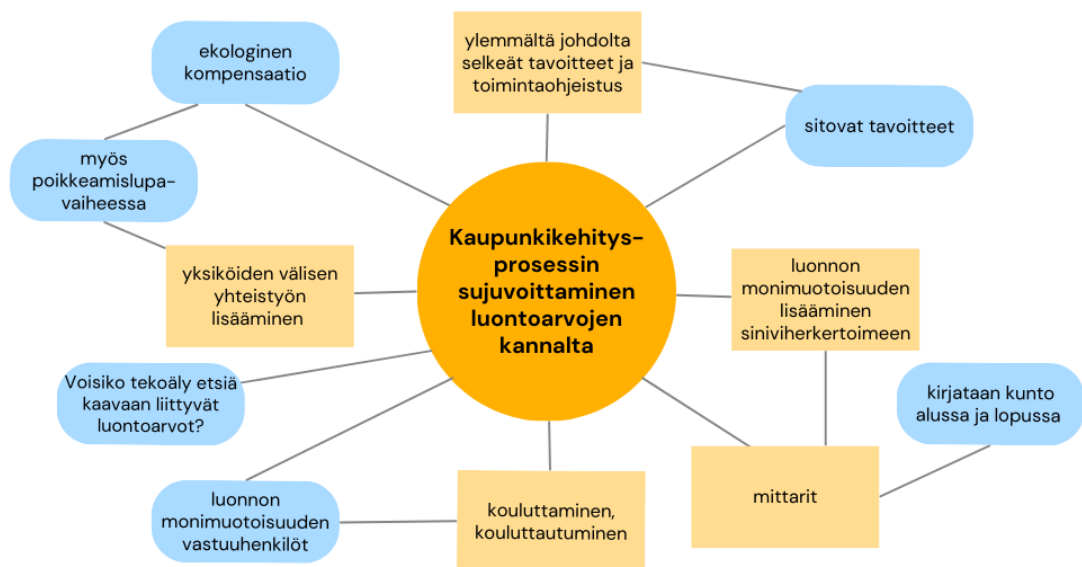 ekologinen
kompensaatio
ylemmältä johdolta
selkeät tavoitteet ja
toimintaohjeistus
sitovat tavoitteet
myös
poikkeamislupa-
vaiheessa
Kaupunkikehitys-
prosessin
sujuvoittaminen
luontoarvojen
kannalta
yksiköiden välisen
yhteistyön
lisääminen
luonnon
monimuotoisuuden
lisääminen
siniviherkertoimeen
Voisiko tekoäly etsiä
kaavaan liittyvät
luontoarvot?
kirjataan kunto
alussa ja lopussa
luonnon
monimuotoisuuden
vastuuhenkilöt
kouluttaminen,
kouluttautuminen
mittarit